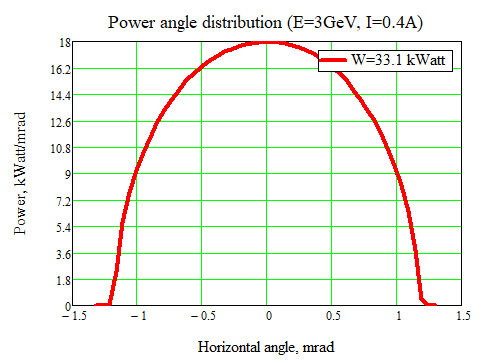 Power angle distribution (E=3GeV, I=0.4A)
W=33.1 kWatt
18
16.2
14.4
12.6
10.8
9
7.2
5.4
3.6
1.8
0
Power, kWatt/mrad
−1.5 −1 −0.5 0 0.5 1 1.5
Horizontal angle, mrad